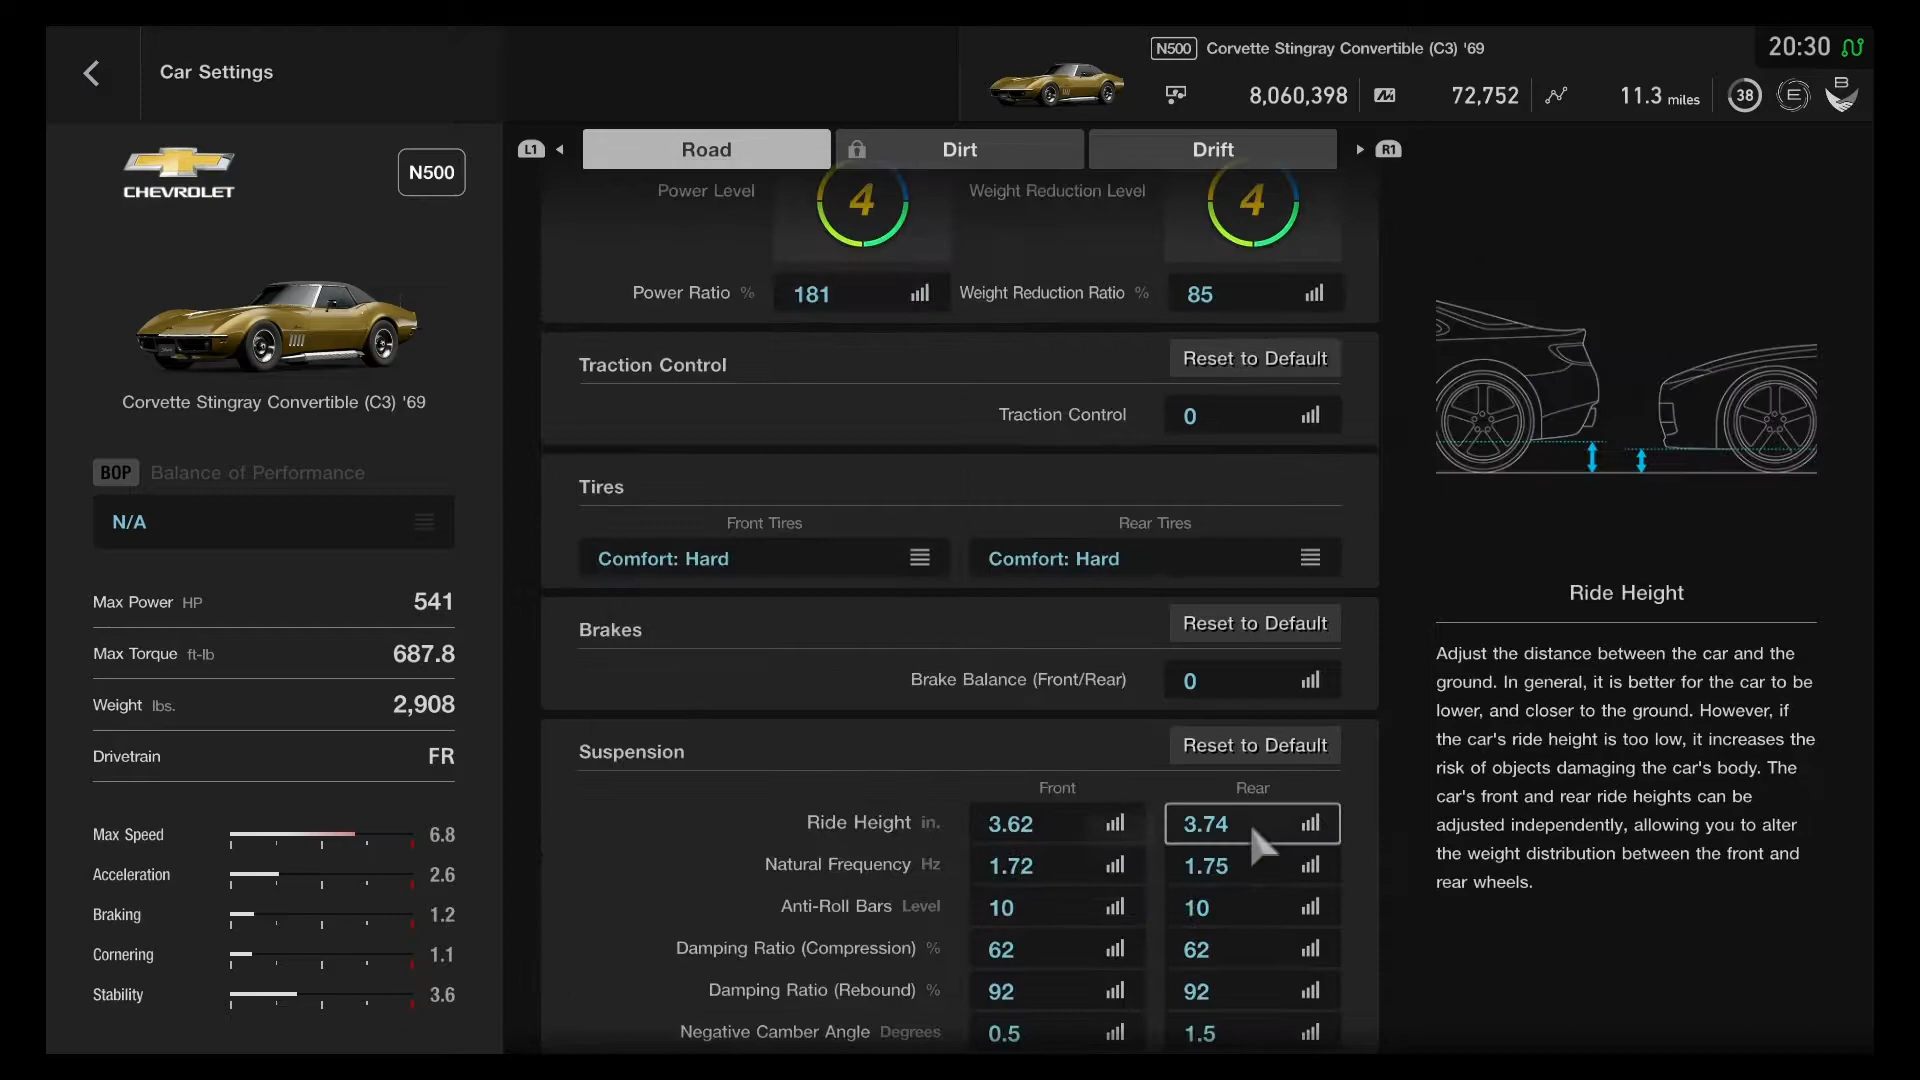 Car Settings
N500 Corvette Stingray Convertible (C3) '69
20:30
8,060,398 72,752 11.3 miles 38 E B
CHEVROLET
N500
Corvette Stingray Convertible (C3) '69
BOP Balance of Performance
N/A
Max Power HP 541
Max Torque ft-lb 687.8
Weight lbs. 2,908
Drivetrain FR
Max Speed 6.8
Acceleration 2.6
Braking 1.2
Cornering 1.1
Stability 3.6
L1 Road Dirt Drift R1
Power Level 4 Weight Reduction Level 4
Power Ratio % 181 Weight Reduction Ratio % 85
Traction Control Reset to Default
Traction Control 0
Tires
Front Tires Rear Tires
Comfort: Hard Comfort: Hard
Brakes Reset to Default
Brake Balance (Front/Rear) 0
Suspension Reset to Default
Front Rear
Ride Height in. 3.62 3.74
Natural Frequency Hz 1.72 1.75
Anti-Roll Bars Level 10 10
Damping Ratio (Compression) % 62 62
Damping Ratio (Rebound) % 92 92
Negative Camber Angle Degrees 0.5 1.5
Ride Height
Adjust the distance between the car and the
ground. In general, it is better for the car to be
lower, and closer to the ground. However, if
the car's ride height is too low, it increases the
risk of objects damaging the car's body. The
car's front and rear ride heights can be
adjusted independently, allowing you to alter
the weight distribution between the front and
rear wheels.